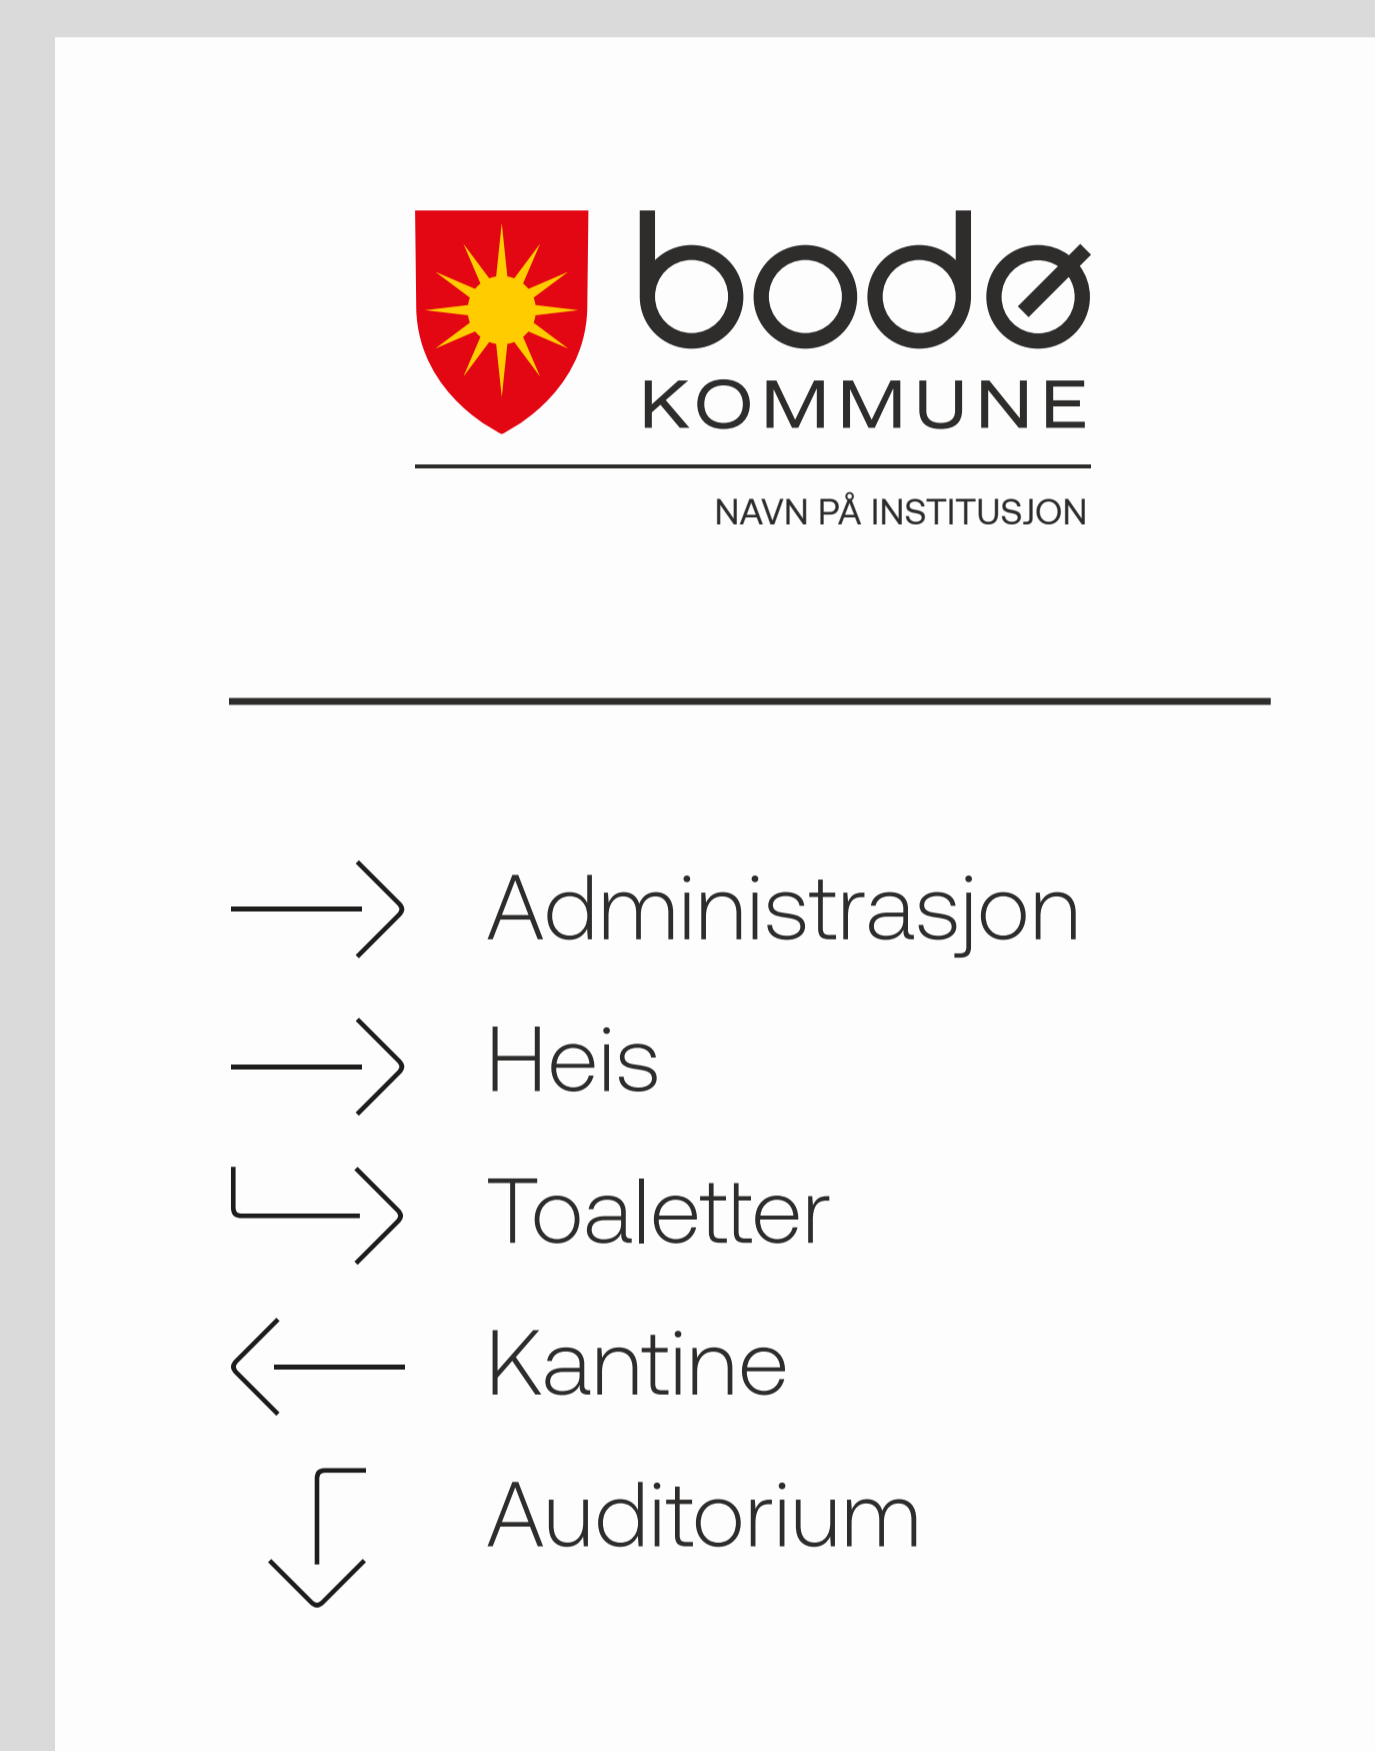 bodø
KOMMUNE
NAVN PÅ INSTITUSJON
Administrasjon
Heis
Toaletter
Kantine
Auditorium